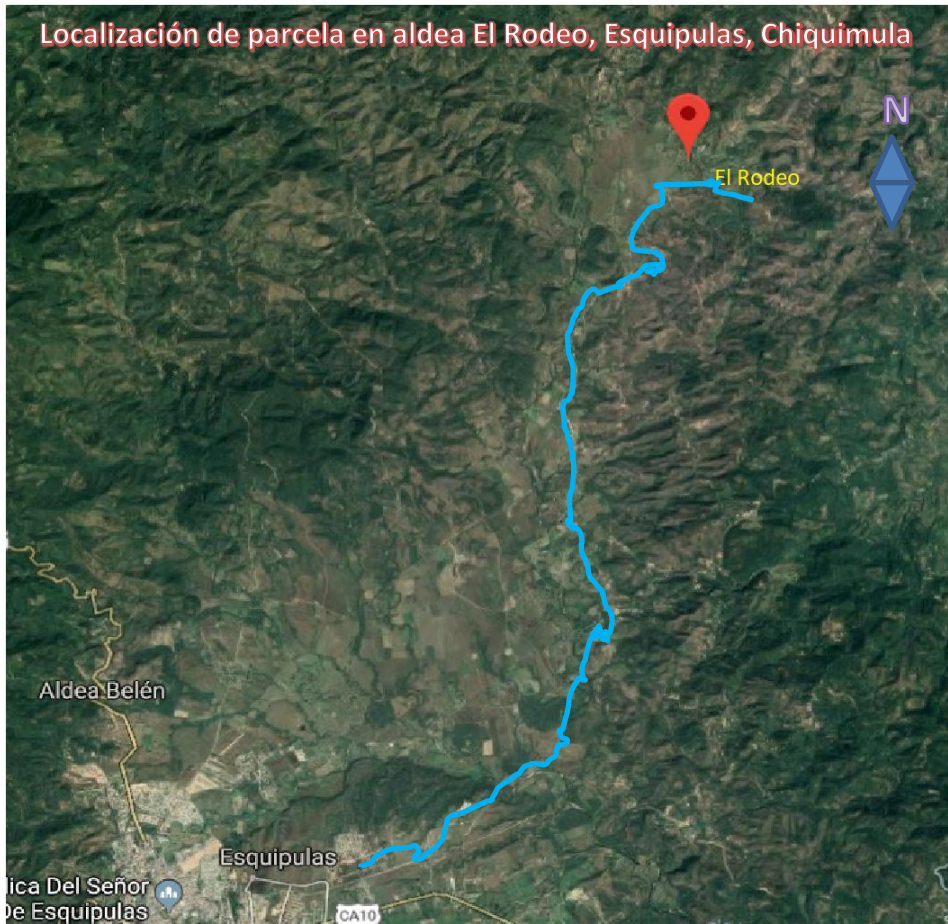 Localización de parcela en aldea El Rodeo, Esquipulas, Chiquimula
N
El Rodeo
Aldea Belén
Esquipulas
Del Señor
De Esquipulas
CA10